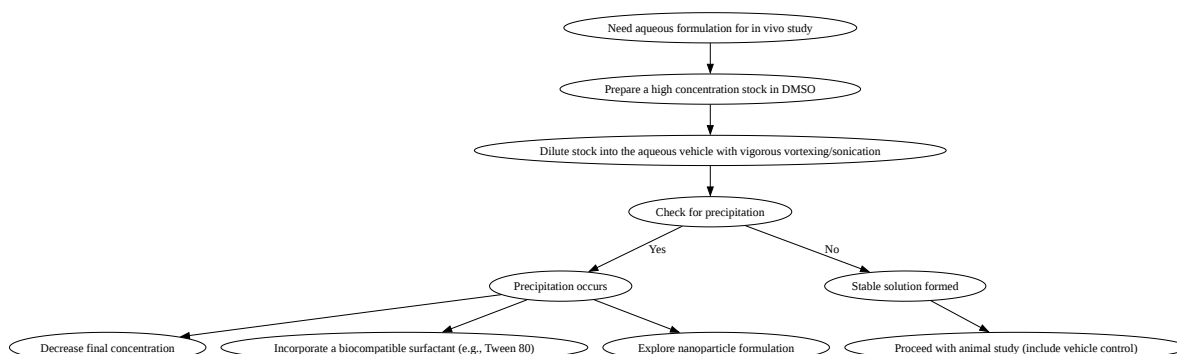 Need aqueous formulation for in vivo study
Prepare a high concentration stock in DMSO
Dilute stock into the aqueous vehicle with vigorous vortexing/sonication
Check for precipitation
Yes
No
Precipitation occurs
Stable solution formed
Decrease final concentration
Incorporate a biocompatible surfactant (e.g., Tween 80)
Explore nanoparticle formulation
Proceed with animal study (include vehicle control)